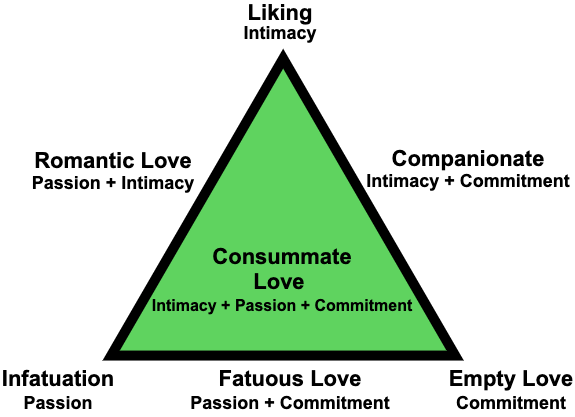 Liking
Intimacy
Romantic Love
Passion + Intimacy
Companionate
Intimacy + Commitment
Consummate
Love
Intimacy + Passion + Commitment
Infatuation
Passion
Fatuous Love
Passion + Commitment
Empty Love
Commitment